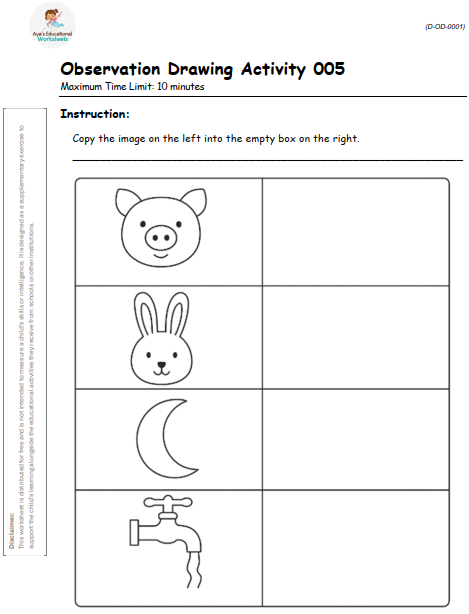 Aya's Educational
Worksheets
(D-OD-0001)
Observation Drawing Activity 005
Maximum Time Limit: 10 minutes
Instruction:
Copy the image on the left into the empty box on the right.
Disclaimer:
This worksheet is distributed for free and is not intended to measure a child's skills or intelligence. It is designed as a supplementary exercise to
support the child's learning alongside the educational activities they receive from schools or other institutions.